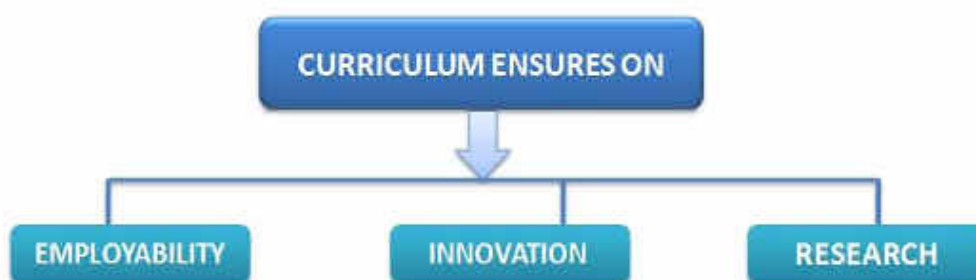 CURRICULUM ENSURES ON
EMPLOYABILITY
INNOVATION
RESEARCH